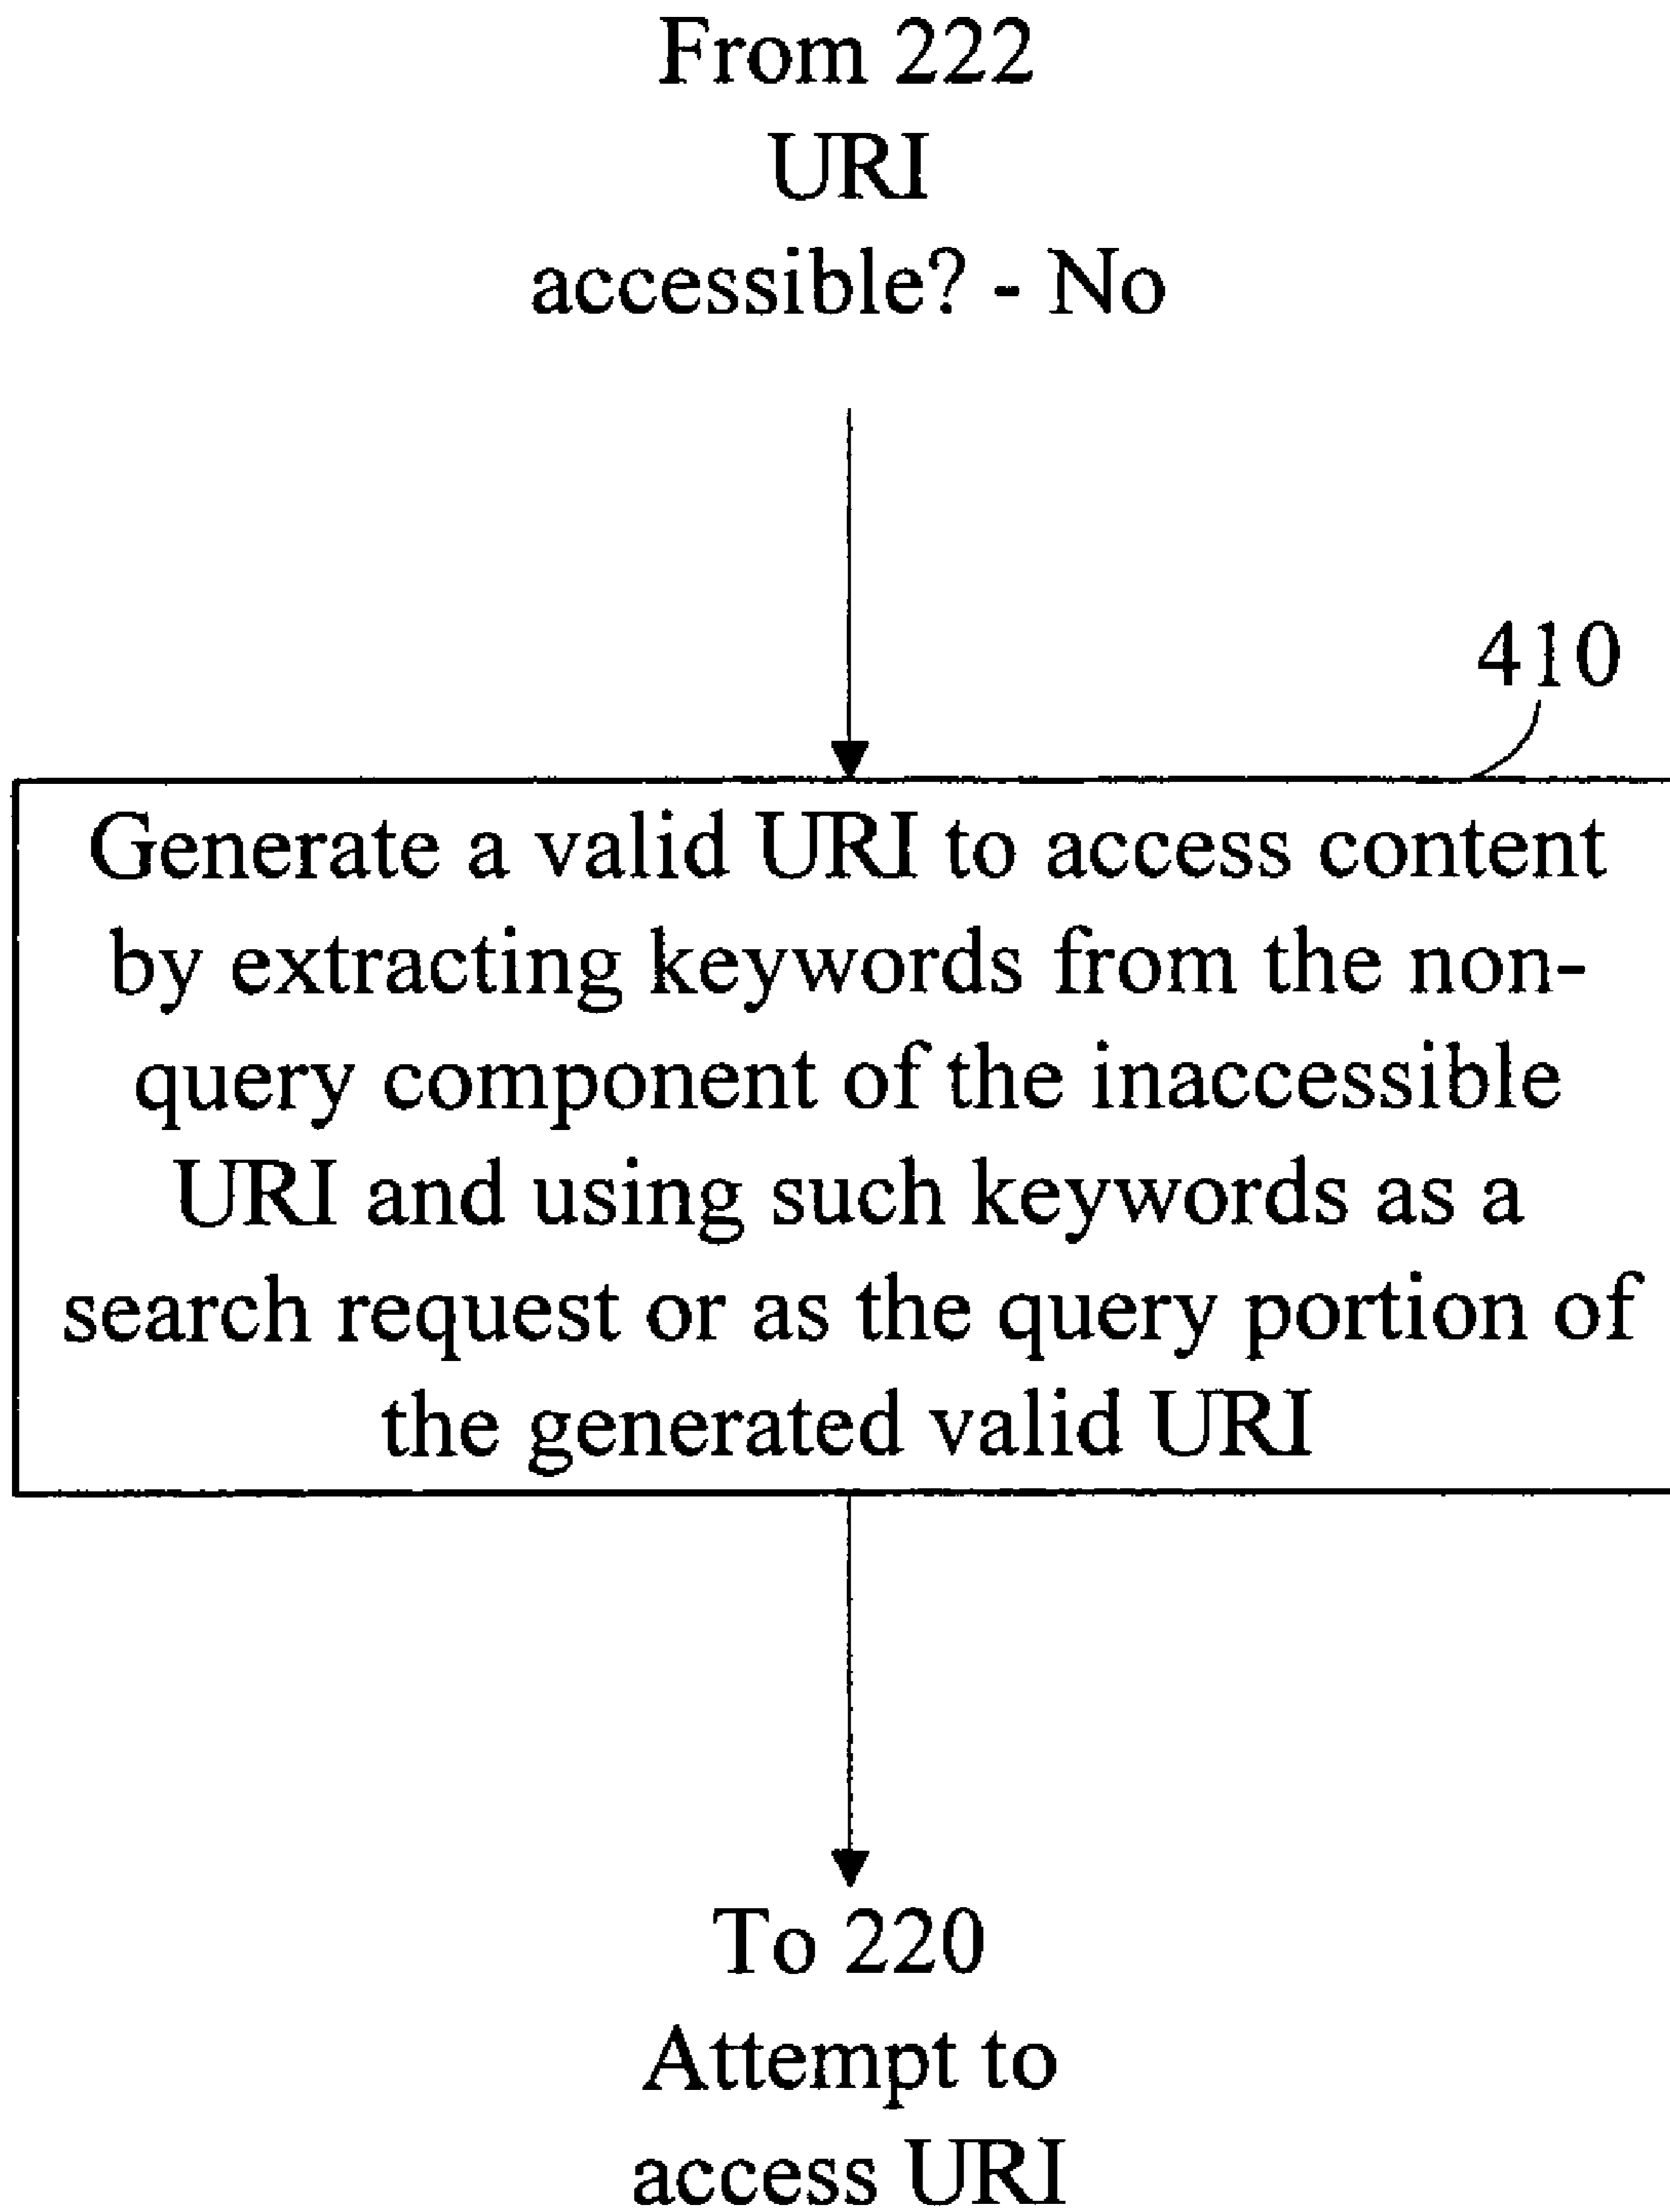 From 222
URI
accessible? - No
410
Generate a valid URI to access content
by extracting keywords from the non-
query component of the inaccessible
URI and using such keywords as a
search request or as the query portion of
the generated valid URI
To 220
Attempt to
access URI